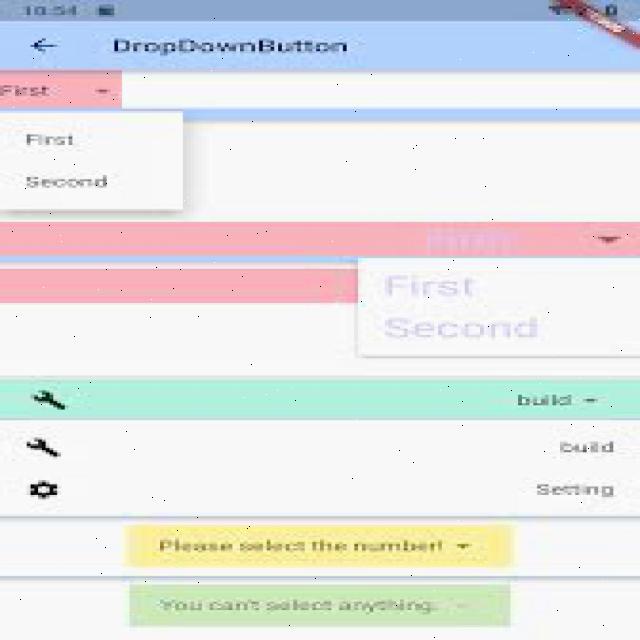 10:54
DropDownButton
First
First
Second
First
Second
build
build
Setting
Please select the number!
You can't select anything.